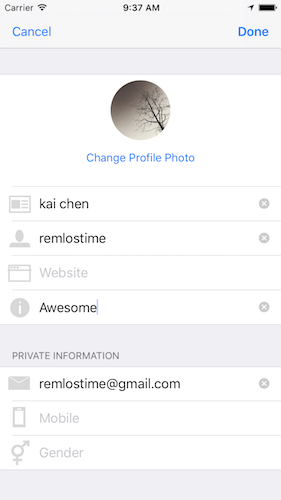 Carrier 9:37 AM
Cancel Done
Change Profile Photo
kai chen
remlostime
Website
Awesome
PRIVATE INFORMATION
remlostime@gmail.com
Mobile
Gender